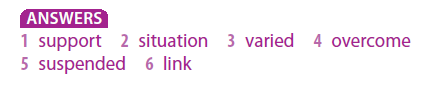 ANSWERS
1 support 2 situation 3 varied 4 overcome
5 suspended 6 link